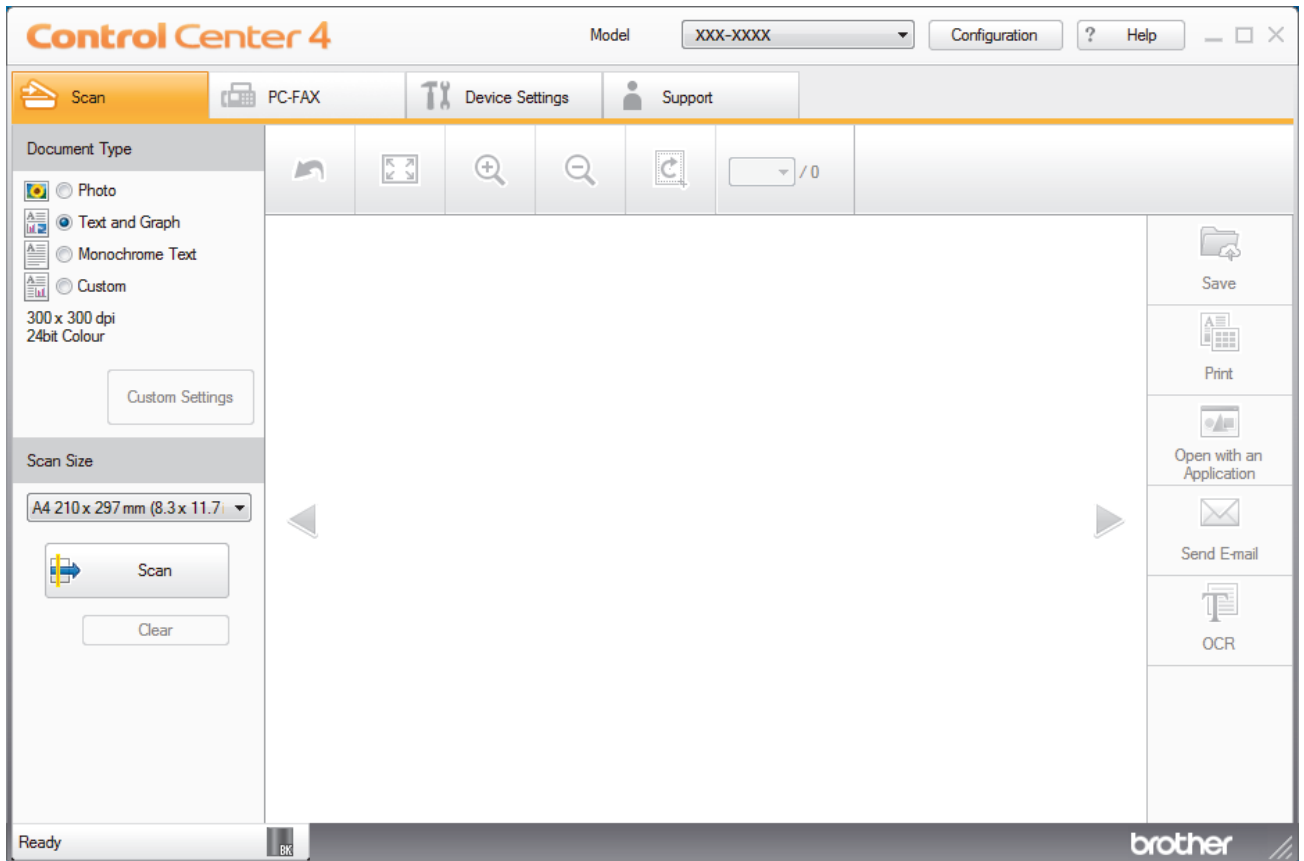 Control Center 4
Model XXX-XXXX Configuration ? Help
Scan PC-FAX Device Settings Support
Document Type
Photo
Text and Graph
Monochrome Text
Custom
300 x 300 dpi
24bit Colour
Custom Settings
Scan Size
A4 210 x 297 mm (8.3 x 11.7
Scan
Clear
/ 0
Save
Print
Open with an
Application
Send E-mail
OCR
Ready BK brother